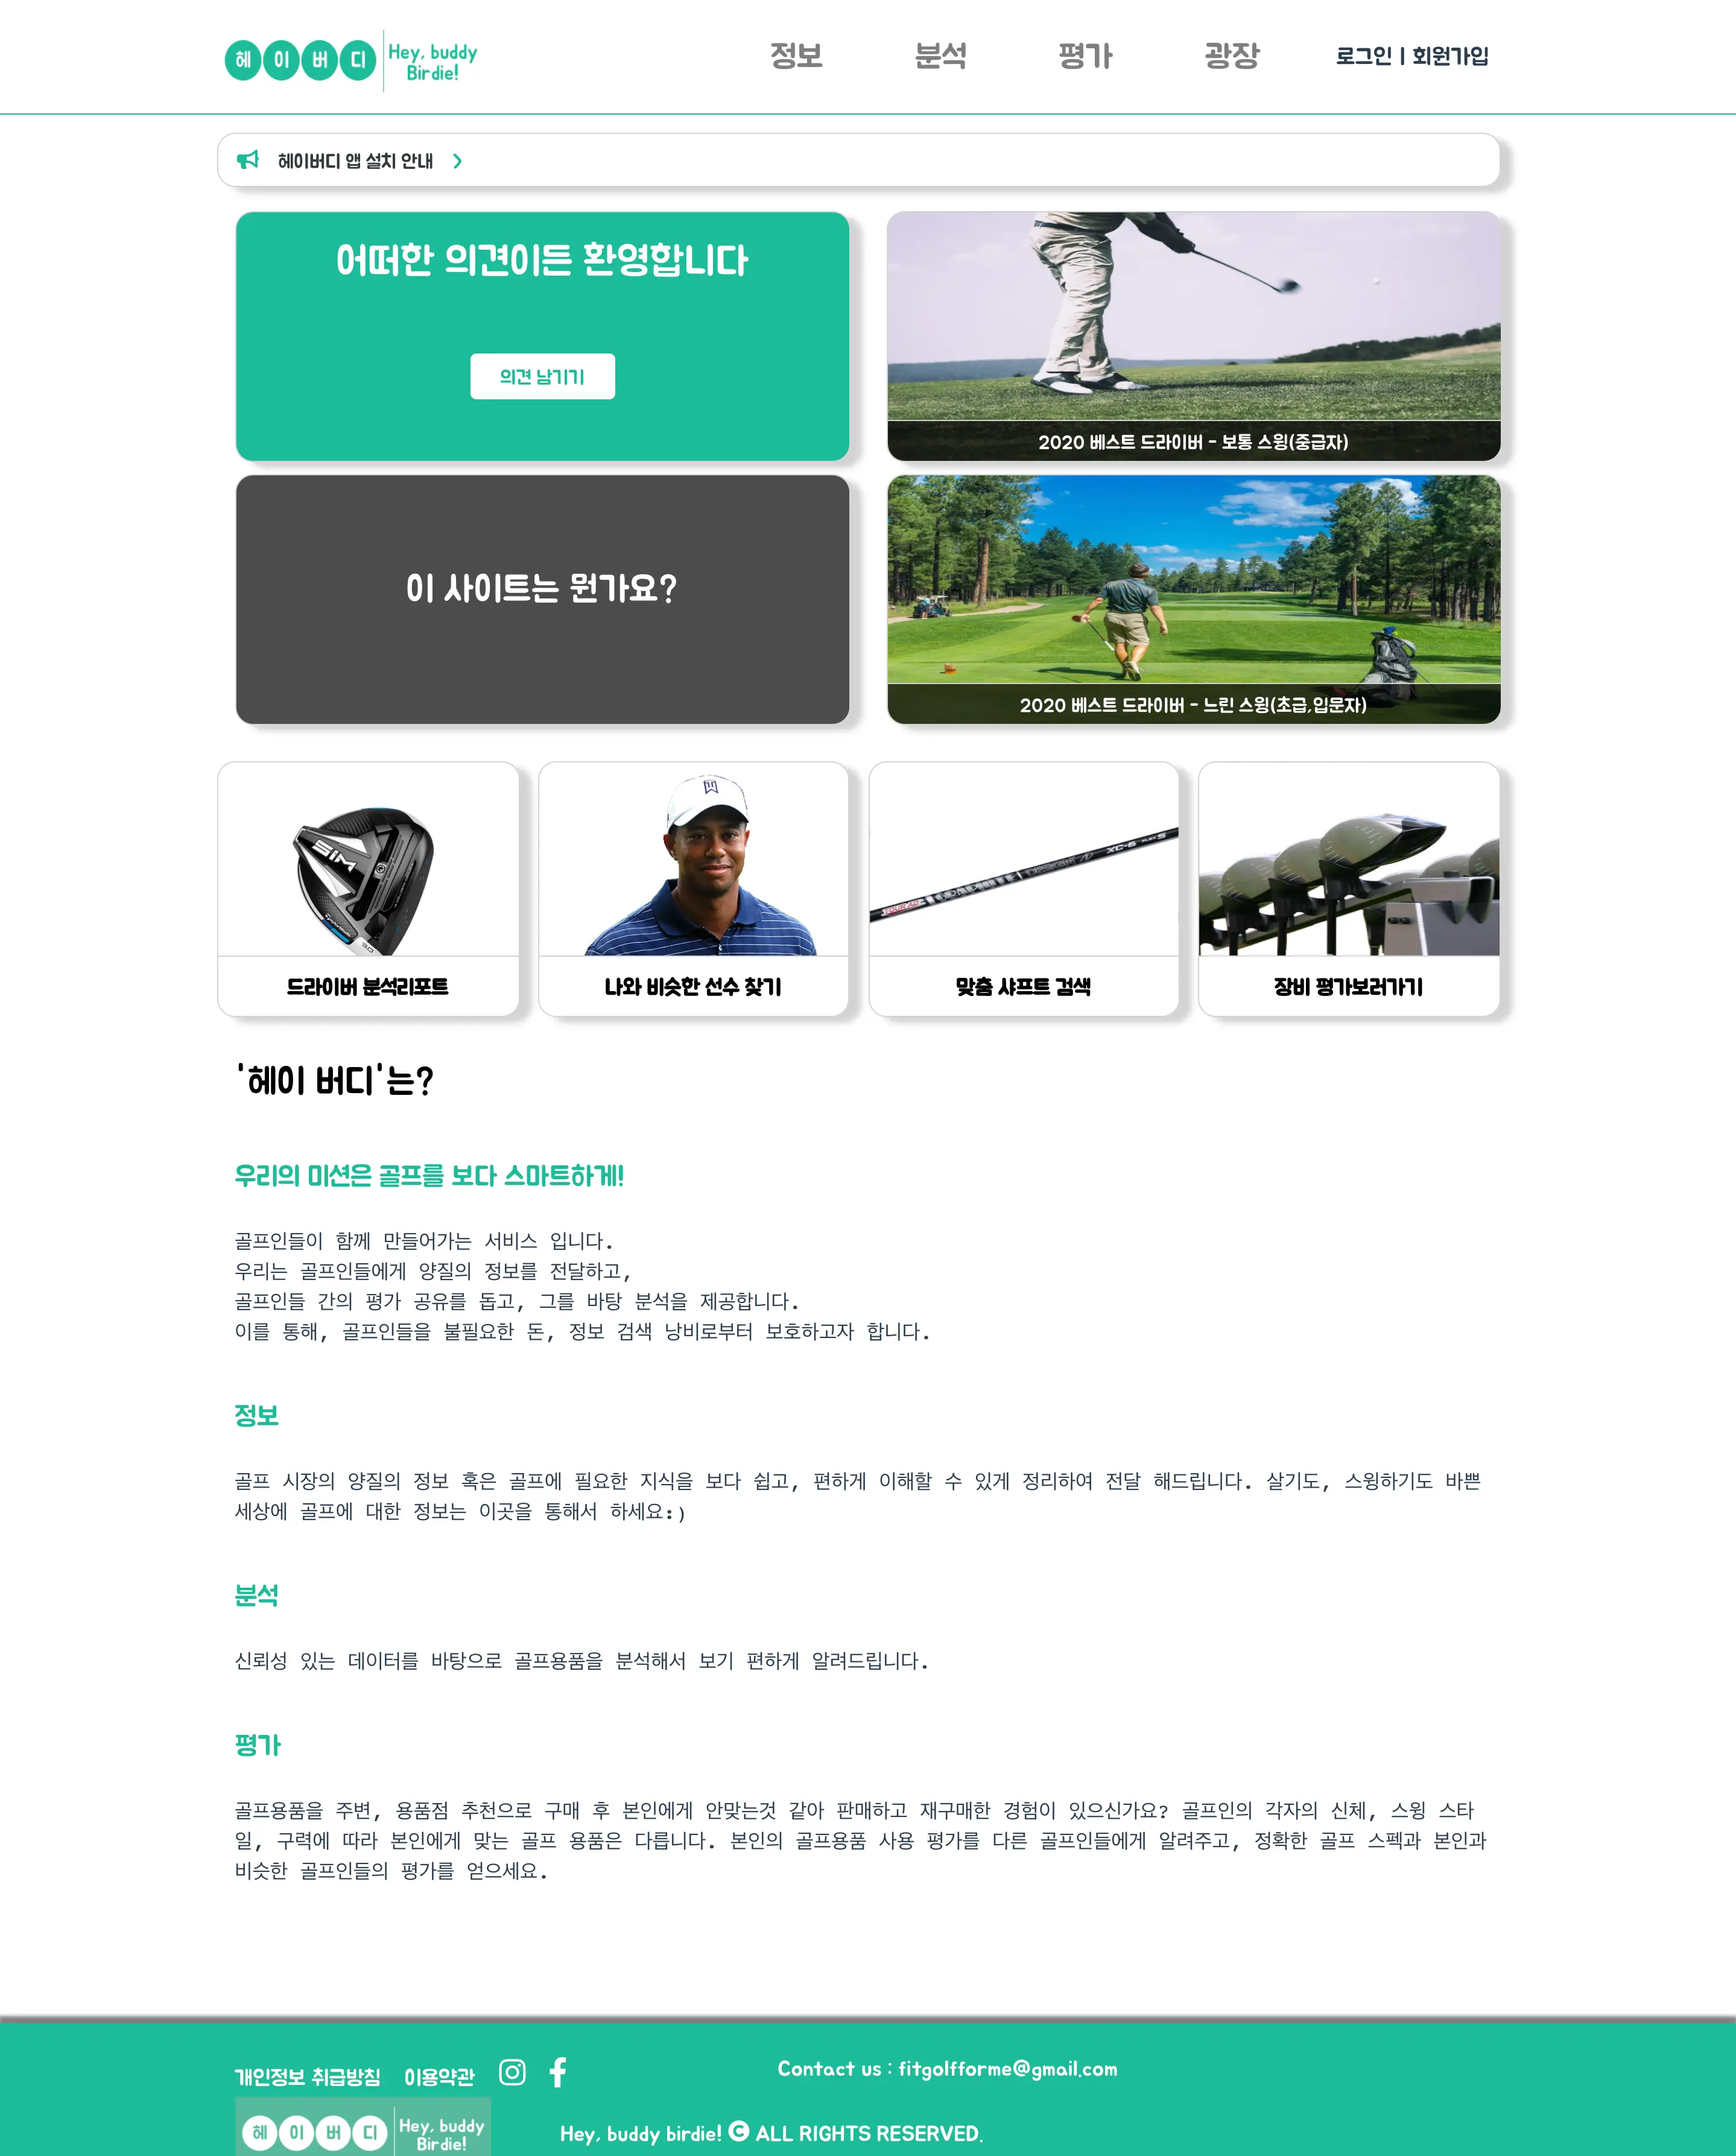 헤이버디 Hey, buddy
Birdie!
정보 분석 평가 광장 로그인 | 회원가입
헤이버디 앱 설치 안내
어떠한 의견이든 환영합니다
의견 남기기
2020 베스트 드라이버 - 보통 스윙(중급자)
이 사이트는 뭔가요?
2020 베스트 드라이버 - 느린 스윙(초급,입문자)
SIM
XC-6
드라이버 분석리포트
나와 비슷한 선수 찾기
맞춤 샤프트 검색
장비 평가보러가기
'헤이 버디'는?
우리의 미션은 골프를 보다 스마트하게!
골프인들이 함께 만들어가는 서비스 입니다.
우리는 골프인들에게 양질의 정보를 전달하고,
골프인들 간의 평가 공유를 돕고, 그를 바탕 분석을 제공합니다.
이를 통해, 골프인들을 불필요한 돈, 정보 검색 낭비로부터 보호하고자 합니다.
정보
골프 시장의 양질의 정보 혹은 골프에 필요한 지식을 보다 쉽고, 편하게 이해할 수 있게 정리하여 전달 해드립니다. 살기도, 스윙하기도 바쁜
세상에 골프에 대한 정보는 이곳을 통해서 하세요:)
분석
신뢰성 있는 데이터를 바탕으로 골프용품을 분석해서 보기 편하게 알려드립니다.
평가
골프용품을 주변, 용품점 추천으로 구매 후 본인에게 안맞는것 같아 판매하고 재구매한 경험이 있으신가요? 골프인의 각자의 신체, 스윙 스타
일, 구력에 따라 본인에게 맞는 골프 용품은 다릅니다. 본인의 골프용품 사용 평가를 다른 골프인들에게 알려주고, 정확한 골프 스펙과 본인과
비슷한 골프인들의 평가를 얻으세요.
개인정보 취급방침 이용약관
Contact us : fitgolfforme@gmail.com
헤이버디 Hey, buddy
Birdie!
Hey, buddy birdie! © ALL RIGHTS RESERVED.